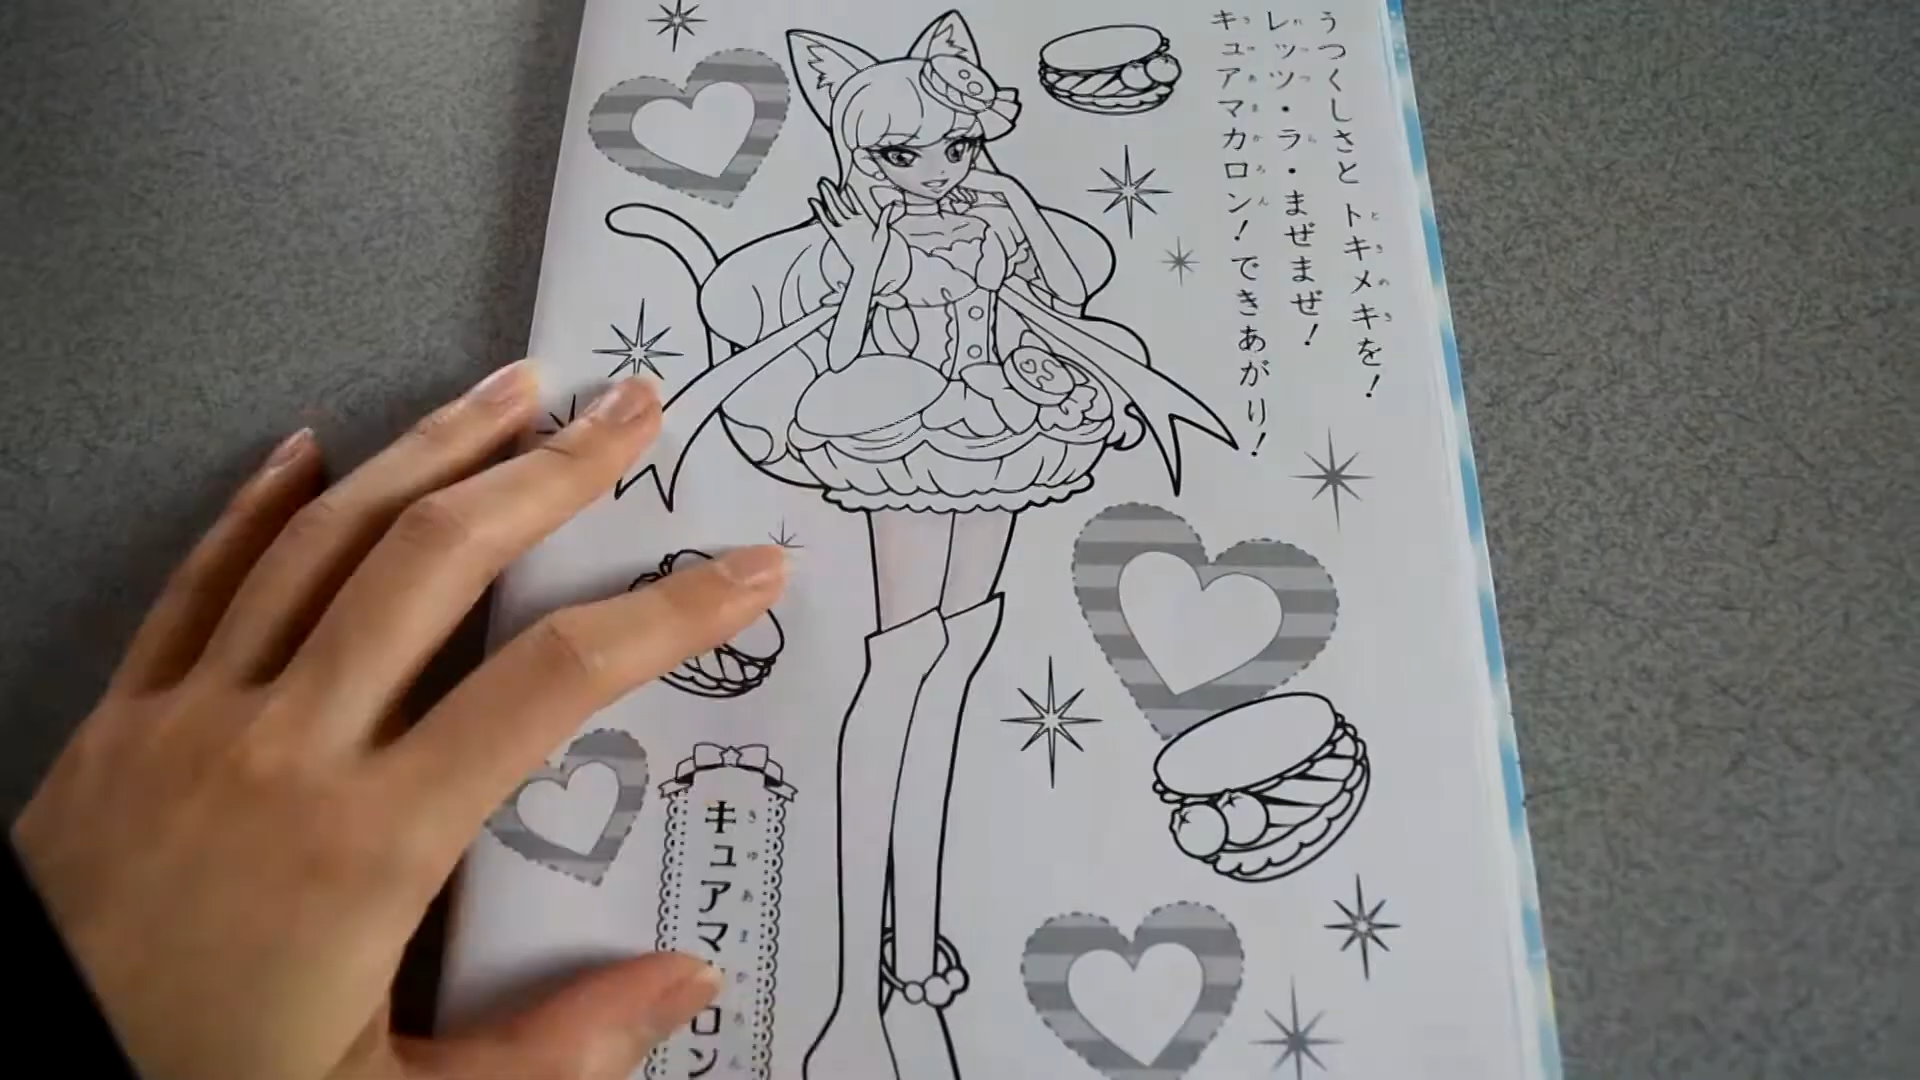 うつくしさと トキメキを！
レッツ・ラ・まぜまぜ！
キュアマカロン！できあがり！
キュアマ ロン